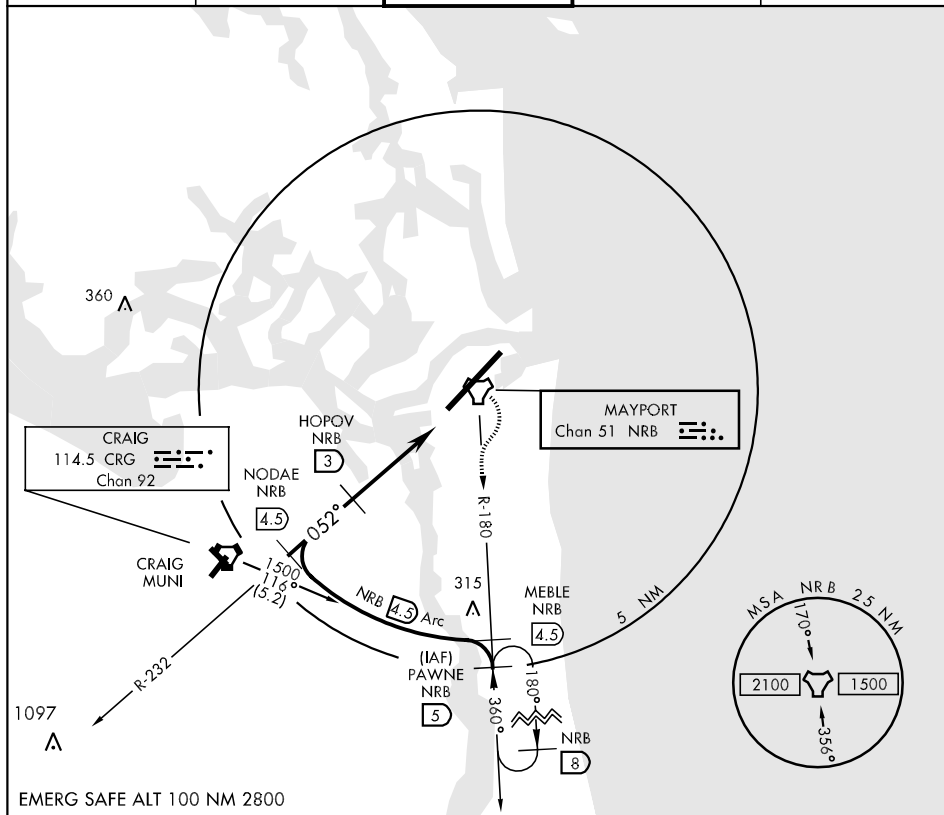 360
CRAIG
114.5 CRG
Chan 92
HOPOV
NRB
3
MAYPORT
Chan 51 NRB
NODAE
NRB
4.5
052°
R-180
CRAIG
MUNI
1500
116°
(5.2)
NRB 4.5 Arc
315
MEBLE
NRB
4.5
5 NM
MSA NRB 25 NM
170°
2100
1500
356°
R-232
(IAF)
PAWNE
NRB
5
360°
180°
NRB
8
1097
EMERG SAFE ALT 100 NM 2800